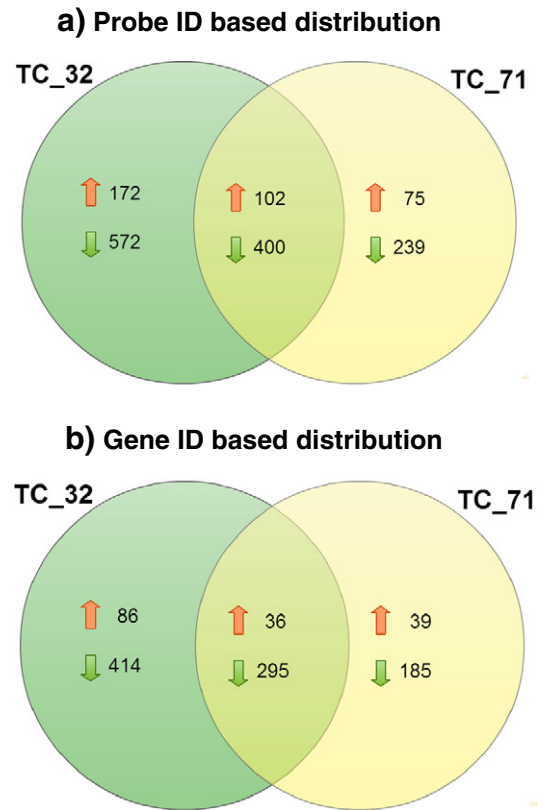 a) Probe ID based distribution
TC_32
TC_71
172 102 75
572 400 239
b) Gene ID based distribution
TC_32
TC_71
86 36 39
414 295 185